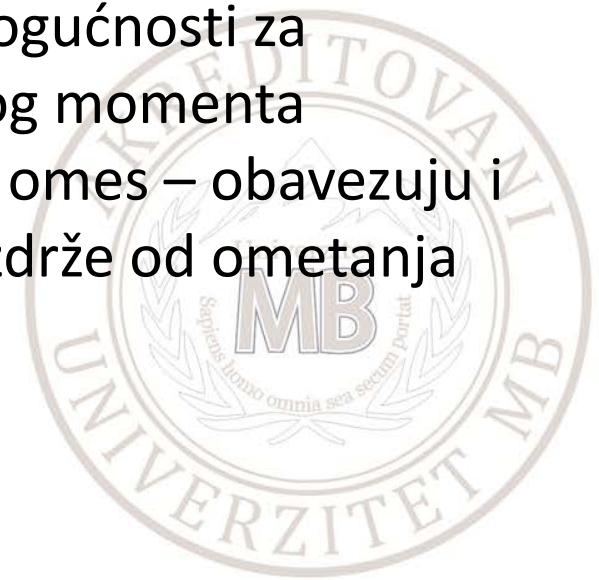 ogućnosti za
og momenta
omes – obavezuju i
zdrže od ometanja
AKREDITOVANI
UNIVERZITET MB
MB
Sapiens homo omnia sea secum portat